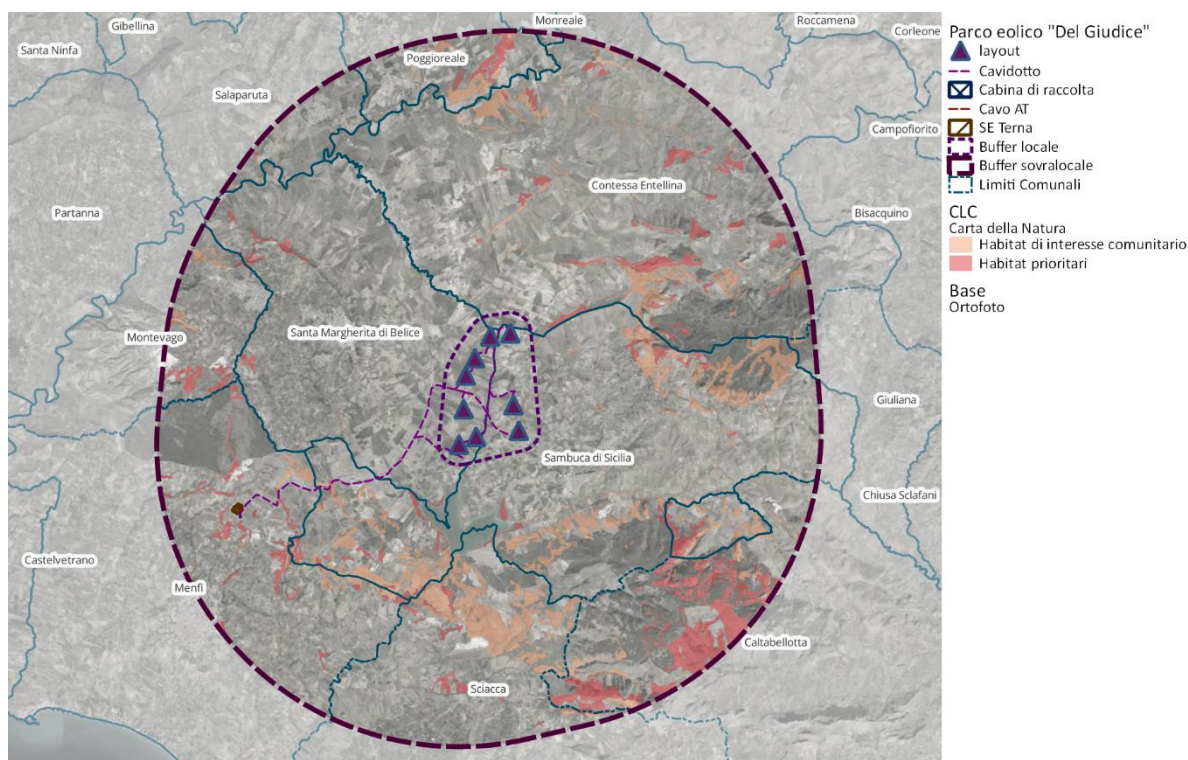 Gibellina
Monreale
Roccamena
Corleone
Santa Ninfa
Poggioreale
Salaparuta
Campofiorito
Contessa Entellina
Partanna
Bisacquino
Montevago
Santa Margherita di Belice
Giuliana
Sambuca di Sicilia
Chiusa Sclafani
Castelvetrano
Menfi
Caltabellotta
Sciacca
Parco eolico "Del Giudice"
layout
Cavidotto
Cabina di raccolta
Cavo AT
SE Terna
Buffer locale
Buffer sovralocale
Limiti Comunali
CLC
Carta della Natura
Habitat di interesse comunitario
Habitat prioritari
Base
Ortofoto